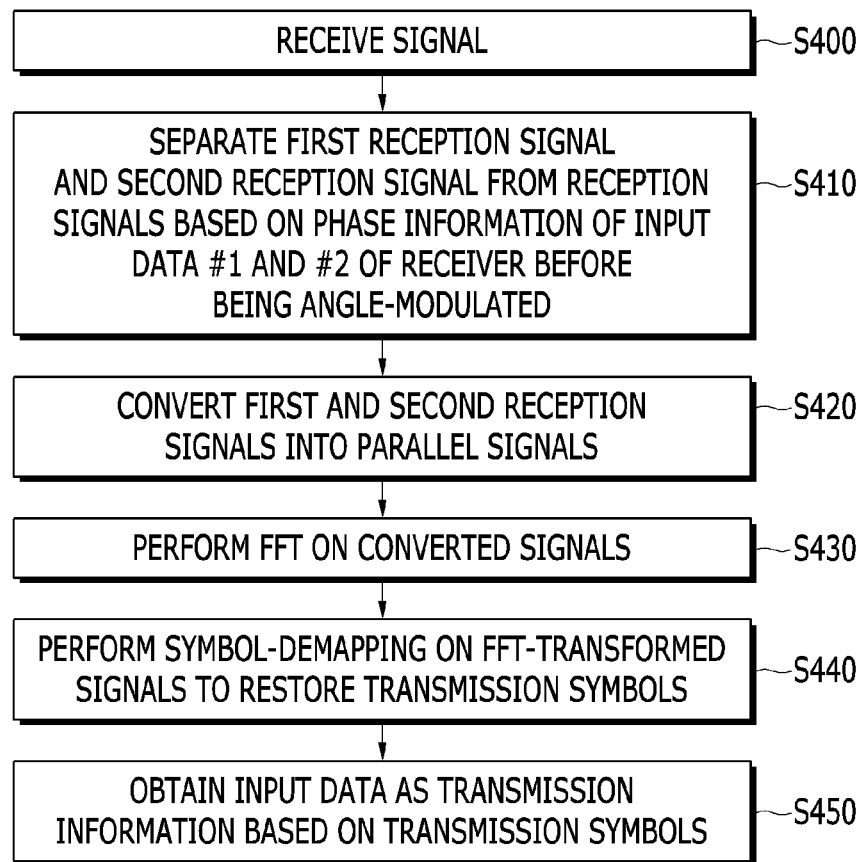 RECEIVE SIGNAL
S400
SEPARATE FIRST RECEPTION SIGNAL
AND SECOND RECEPTION SIGNAL FROM RECEPTION
SIGNALS BASED ON PHASE INFORMATION OF INPUT
DATA #1 AND #2 OF RECEIVER BEFORE
BEING ANGLE-MODULATED
S410
CONVERT FIRST AND SECOND RECEPTION
SIGNALS INTO PARALLEL SIGNALS
S420
PERFORM FFT ON CONVERTED SIGNALS
S430
PERFORM SYMBOL-DEMAPPING ON FFT-TRANSFORMED
SIGNALS TO RESTORE TRANSMISSION SYMBOLS
S440
OBTAIN INPUT DATA AS TRANSMISSION
INFORMATION BASED ON TRANSMISSION SYMBOLS
S450